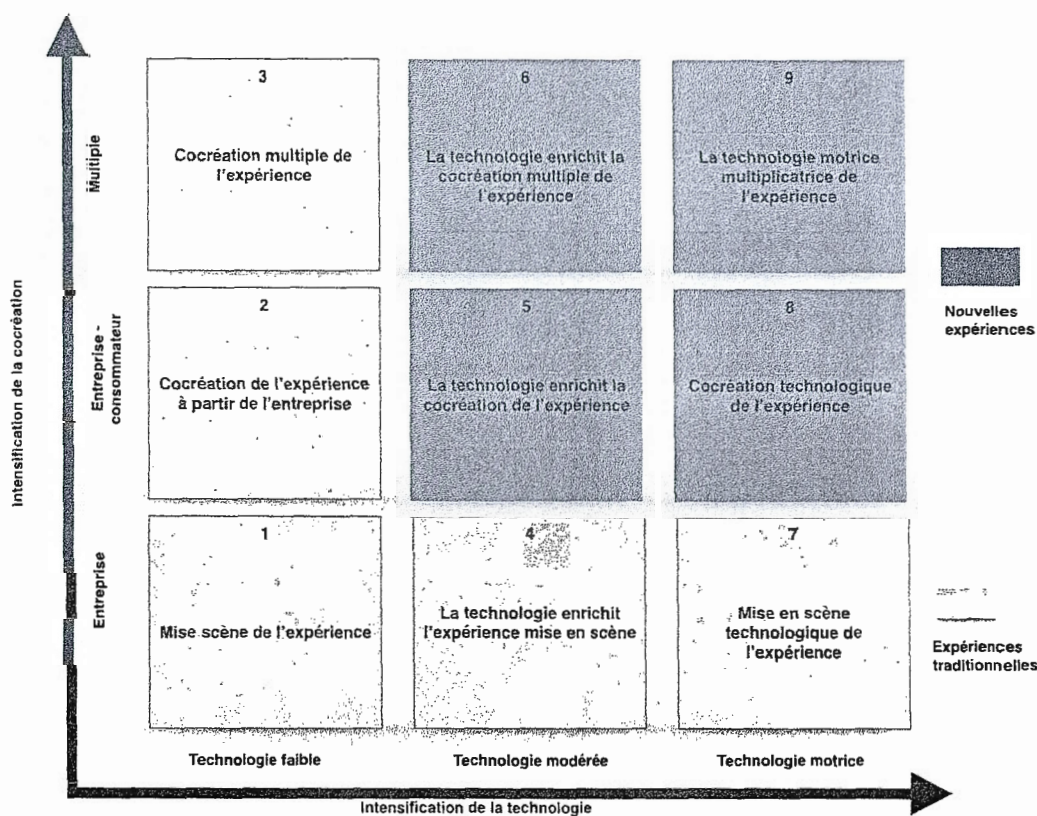 3
Cocréation multiple de
l'expérience
6
La technologie enrichit la
cocréation multiple de
l'expérience
9
La technologie motrice
multiplicatrice de
l'expérience
2
Cocréation de l'expérience
à partir de l'entreprise
5
La technologie enrichit la
cocréation de l'expérience
8
Cocréation technologique
de l'expérience
1
Mise scène de l'expérience
4
La technologie enrichit
l'expérience mise en scène
7
Mise en scène
technologique de
l'expérience
Intensification de la cocréation
Multiple
Entreprise -
consommateur
Entreprise
Technologie faible
Technologie modérée
Technologie motrice
Intensification de la technologie
Nouvelles
expériences
Expériences
traditionnelles